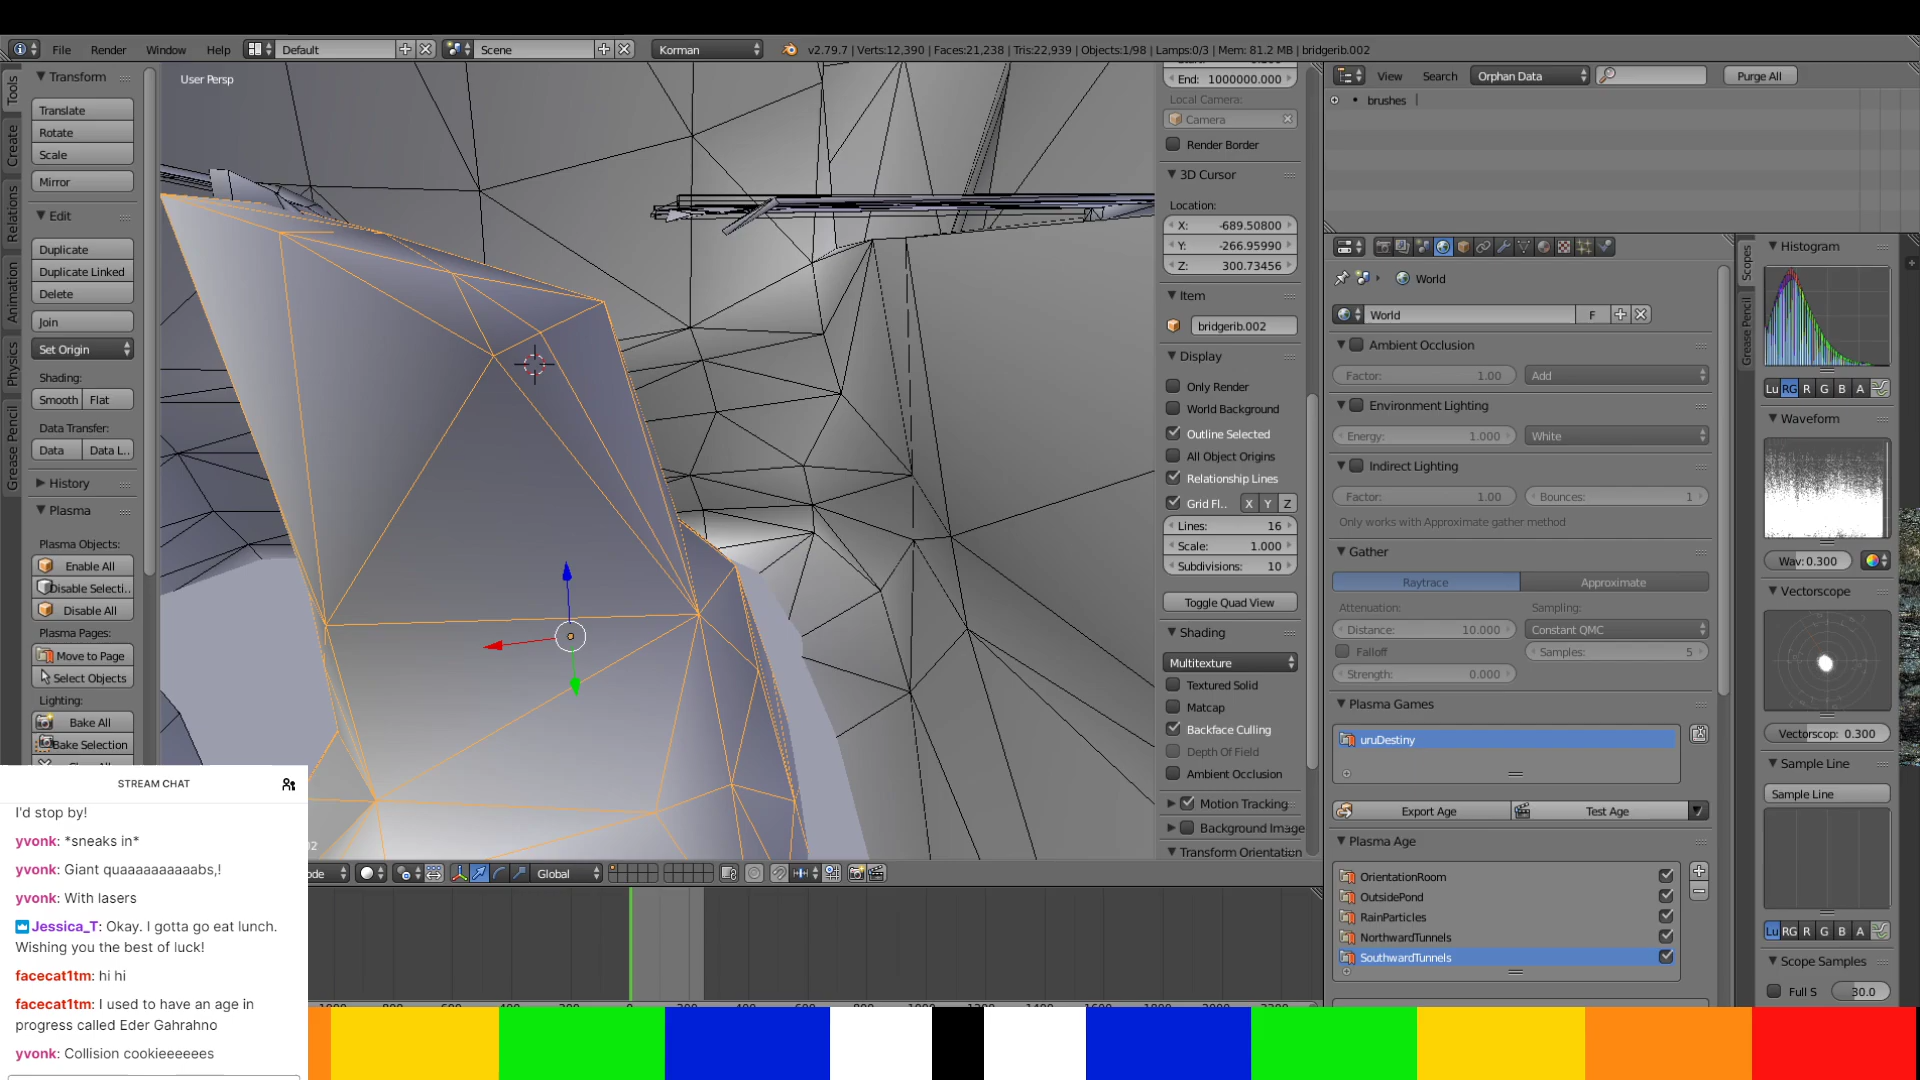 File
Render
Window
Help
Default
Scene
Korman
v2.79.7 | Verts:12,390 | Faces:21,238 | Tris:22,939 | Objects:1/98 | Lamps:0/3 | Mem: 81.2 MB | bridgerib.002
Tools
Create
Relations
Animation
Physics
Grease Pencil
Transform
Translate
Rotate
Scale
Mirror
Edit
Duplicate
Duplicate Linked
Delete
Join
Set Origin
Shading:
Smooth
Flat
Data Transfer:
Data
Data L..
History
Plasma
Plasma Objects:
Enable All
Disable Selecti..
Disable All
Plasma Pages:
Move to Page
Select Objects
Lighting:
Bake All
Bake Selection
User Persp
End: 1000000.000
Local Camera:
Camera
Render Border
3D Cursor
Location:
X: -689.50800
Y: -266.95990
Z: 300.73456
Item
bridgerib.002
Display
Only Render
World Background
Outline Selected
All Object Origins
Relationship Lines
Grid Fl..
X
Y
Z
Lines: 16
Scale: 1.000
Subdivisions: 10
Toggle Quad View
Shading
Multitexture
Textured Solid
Matcap
Backface Culling
Depth Of Field
Ambient Occlusion
Motion Tracking
Background Image
Transform Orientation
View
Search
Orphan Data
Purge All
brushes
World
World
F
Ambient Occlusion
Factor: 1.00
Add
Environment Lighting
Energy: 1.000
White
Indirect Lighting
Factor: 1.00
Bounces: 1
Only works with Approximate gather method
Gather
Raytrace
Approximate
Attenuation:
Sampling:
Distance: 10.000
Constant QMC
Falloff
Samples: 5
Strength: 0.000
Plasma Games
uruDestiny
Export Age
Test Age
Plasma Age
OrientationRoom
OutsidePond
RainParticles
NorthwardTunnels
SouthwardTunnels
Scopes
Grease Pencil
Histogram
Lu RG R G B A
Waveform
Wav: 0.300
Vectorscope
Vectorscop: 0.300
Sample Line
Sample Line
Lu RG R G B A
Scope Samples
Full S
30.0
ode
Global
STREAM CHAT
I'd stop by!
yvonk: *sneaks in*
yvonk: Giant quaaaaaaaaaabs,!
yvonk: With lasers
Jessica_T: Okay. I gotta go eat lunch.
Wishing you the best of luck!
facecat1tm: hi hi
facecat1tm: I used to have an age in
progress called Eder Gahrahno
yvonk: Collision cookieeeeees